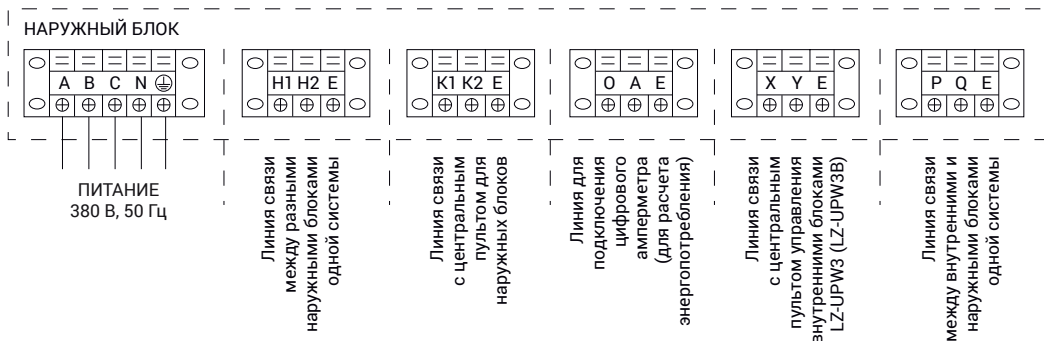 НАРУЖНЫЙ БЛОК
A B C N
H1 H2 E
K1 K2 E
O A E
X Y E
P Q E
ПИТАНИЕ
380 В, 50 Гц
Линия связи
между разными
наружными блоками
одной системы
Линия связи
с центральным
пультом для
наружных блоков
Линия для
подключения
цифрового
амперметра
(для расчета
энергопотребления)
Линия связи
с центральным
пультом управления
внутренними блоками
LZ-UPW3 (LZ-UPW3B)
Линия связи
между внутренними и
наружными блоками
одной системы